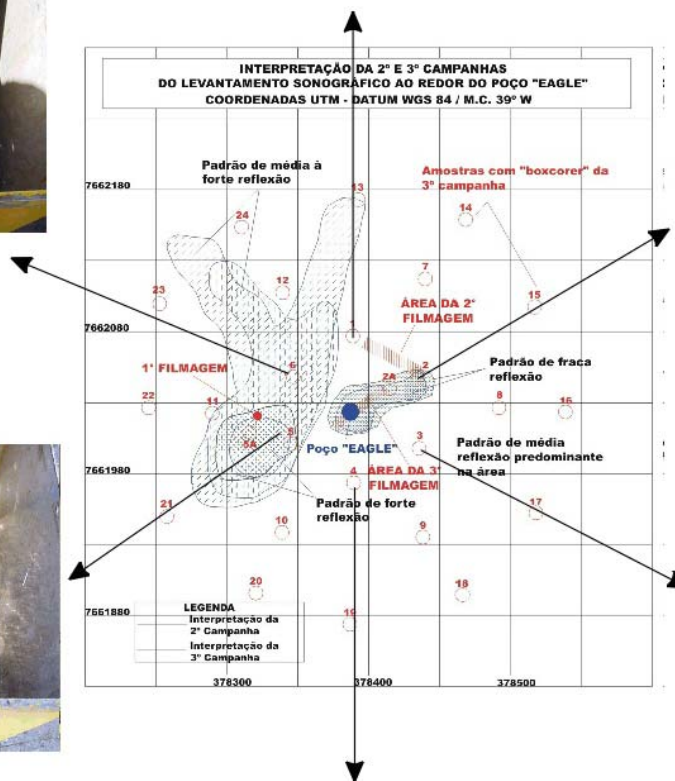 INTERPRETAÇÃO DA 2ª E 3ª CAMPANHAS
DO LEVANTAMENTO SONOGRÁFICO AO REDOR DO POÇO "EAGLE"
COORDENADAS UTM - DATUM WGS 84 / M.C. 39º W
Padrão de média à
forte reflexão
Amostras com "boxcorer" da
3ª campanha
7662180
13
14
24
7
12
23
15
ÁREA DA 2ª
FILMAGEM
1
7662080
6
2
2A
Padrão de fraca
reflexão
1ª FILMAGEM
22
11
8
16
5
5A
Poço "EAGLE"
3
Padrão de média
reflexão predominante
na área
7661980
4
ÁREA DA 3ª
FILMAGEM
Padrão de forte
reflexão
21
17
10
9
20
18
7661880
19
LEGENDA
Interpretação da
2ª Campanha
Interpretação da
3ª Campanha
378300
378400
378500